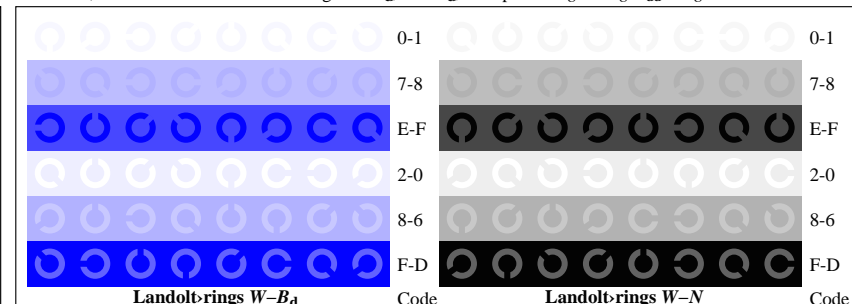 0-1 0-1
7-8 7-8
E-F E-F
2-0 2-0
8-6 8-6
F-D F-D
Landolt›rings W–Bd Code Landolt›rings W–N Code